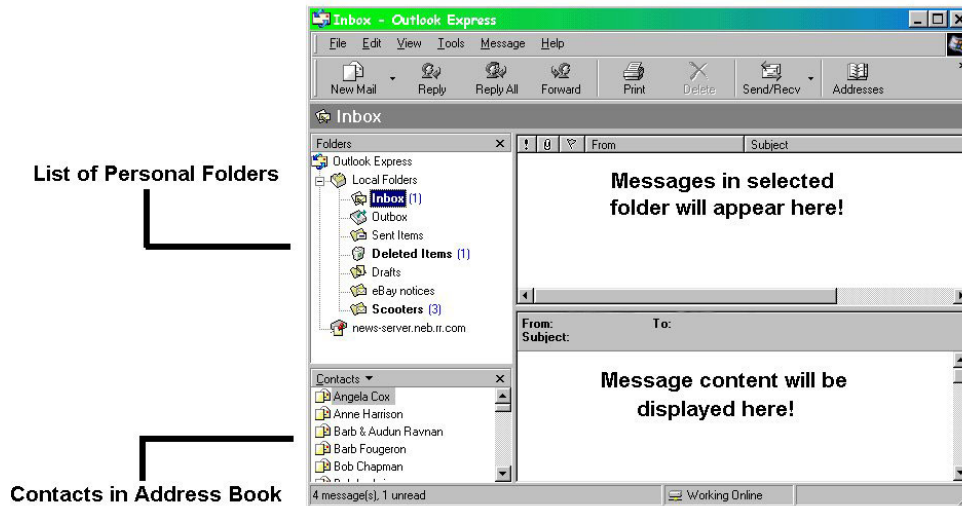 Inbox - Outlook Express
File Edit View Tools Message Help
New Mail Reply Reply All Forward Print Delete Send/Recv Addresses
Inbox
Folders
! From Subject
Outlook Express
Local Folders
Inbox (1)
Outbox
Sent Items
Deleted Items (1)
Drafts
eBay notices
Scooters (3)
news-server.neb.rr.com
List of Personal Folders
Messages in selected
folder will appear here!
From: To:
Subject:
Message content will be
displayed here!
Contacts
Angela Cox
Anne Harrison
Barb & Audun Ravnan
Barb Fougeron
Bob Chapman
Contacts in Address Book
4 message(s), 1 unread Working Online